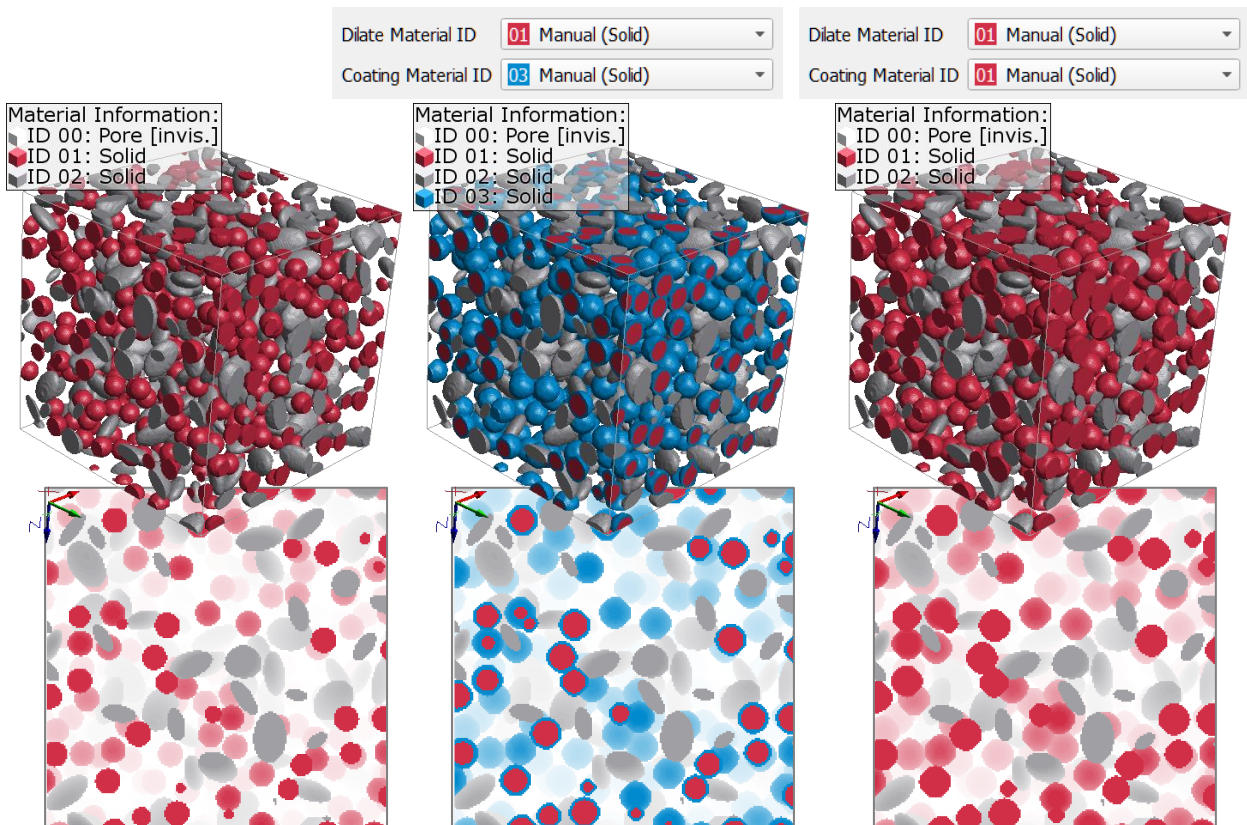 Dilate Material ID 01 Manual (Solid)
Coating Material ID 03 Manual (Solid)
Dilate Material ID 01 Manual (Solid)
Coating Material ID 01 Manual (Solid)
Material Information:
ID 00: Pore [invis.]
ID 01: Solid
ID 02: Solid
Material Information:
ID 00: Pore [invis.]
ID 01: Solid
ID 02: Solid
ID 03: Solid
Material Information:
ID 00: Pore [invis.]
ID 01: Solid
ID 02: Solid
Z
Z
Z